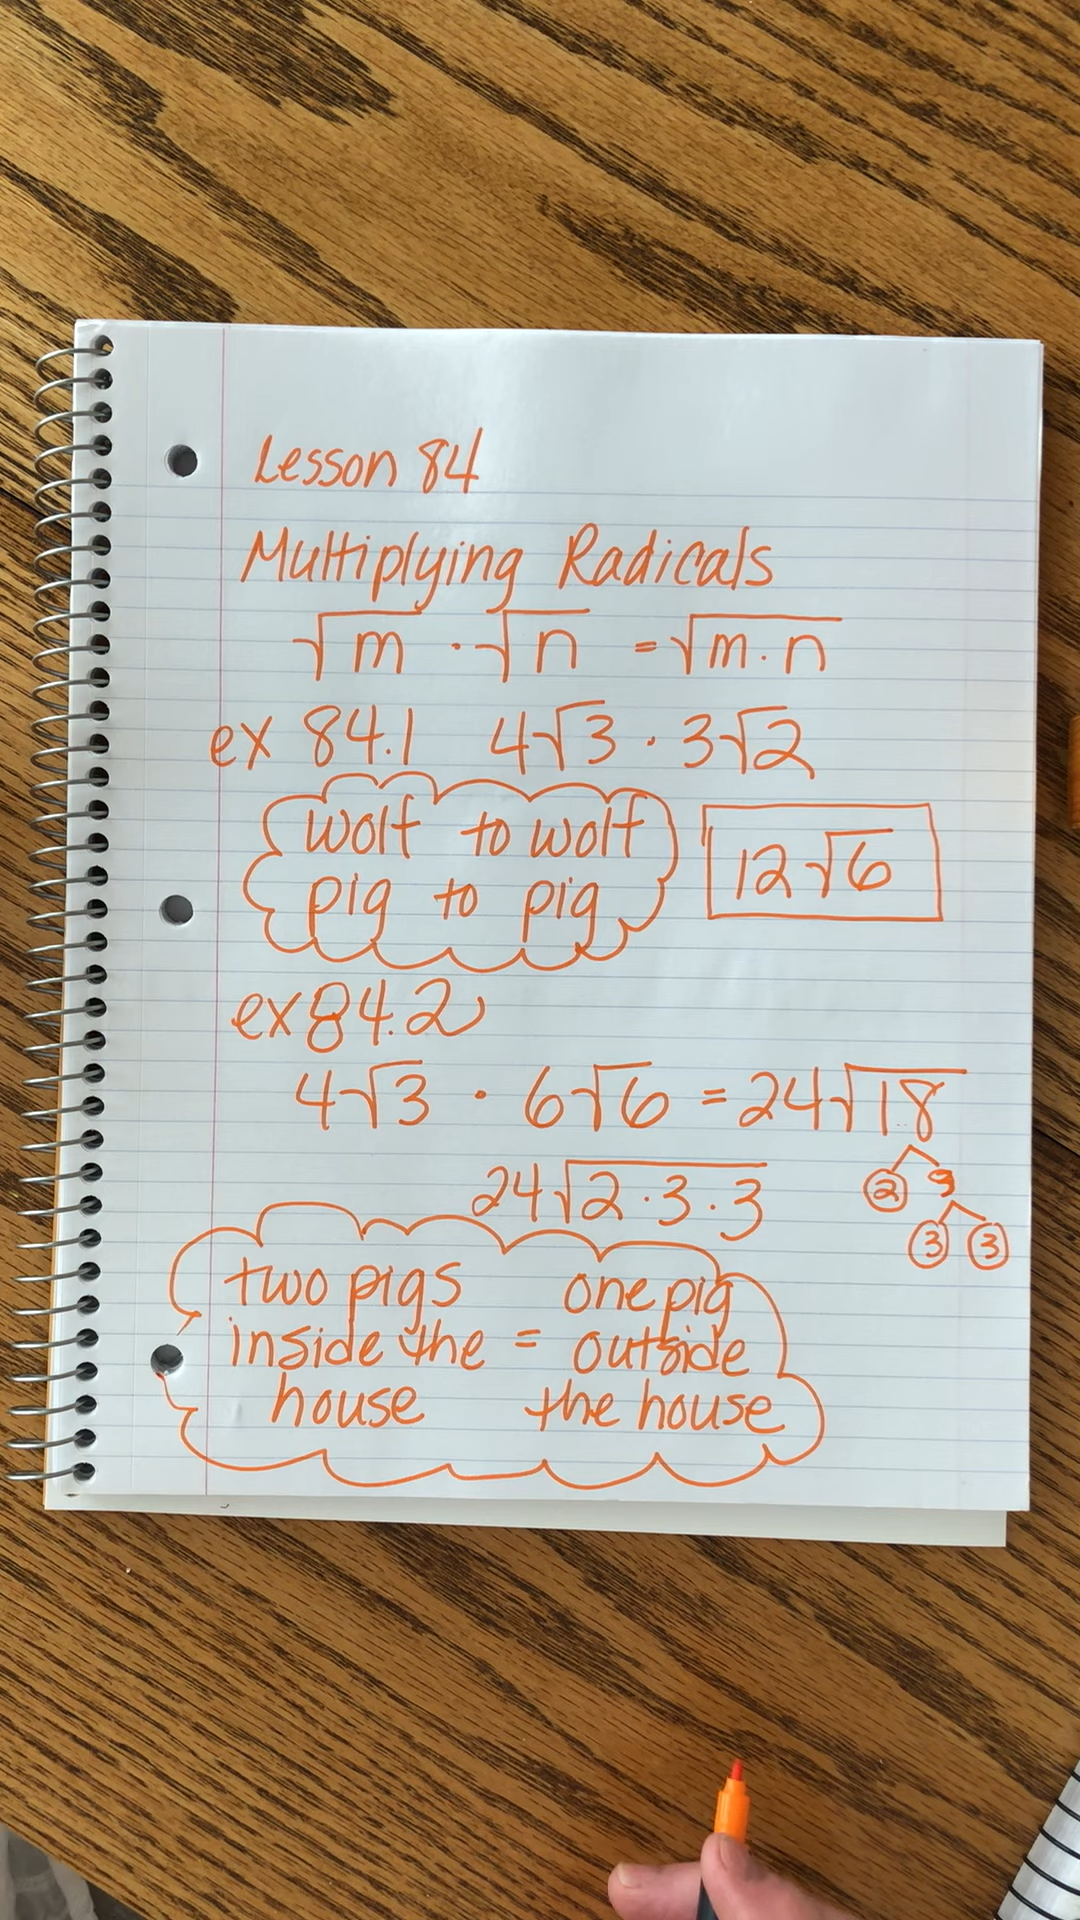 Lesson 84
Multiplying Radicals
√m · √n = √m · n
ex 84.1 4√3 · 3√2
wolf to wolf
pig to pig
12√6
ex 84.2
4√3 · 6√6 = 24√18
2 9
24√2 · 3 · 3
3 3
two pigs one pig
inside the = outside
house the house